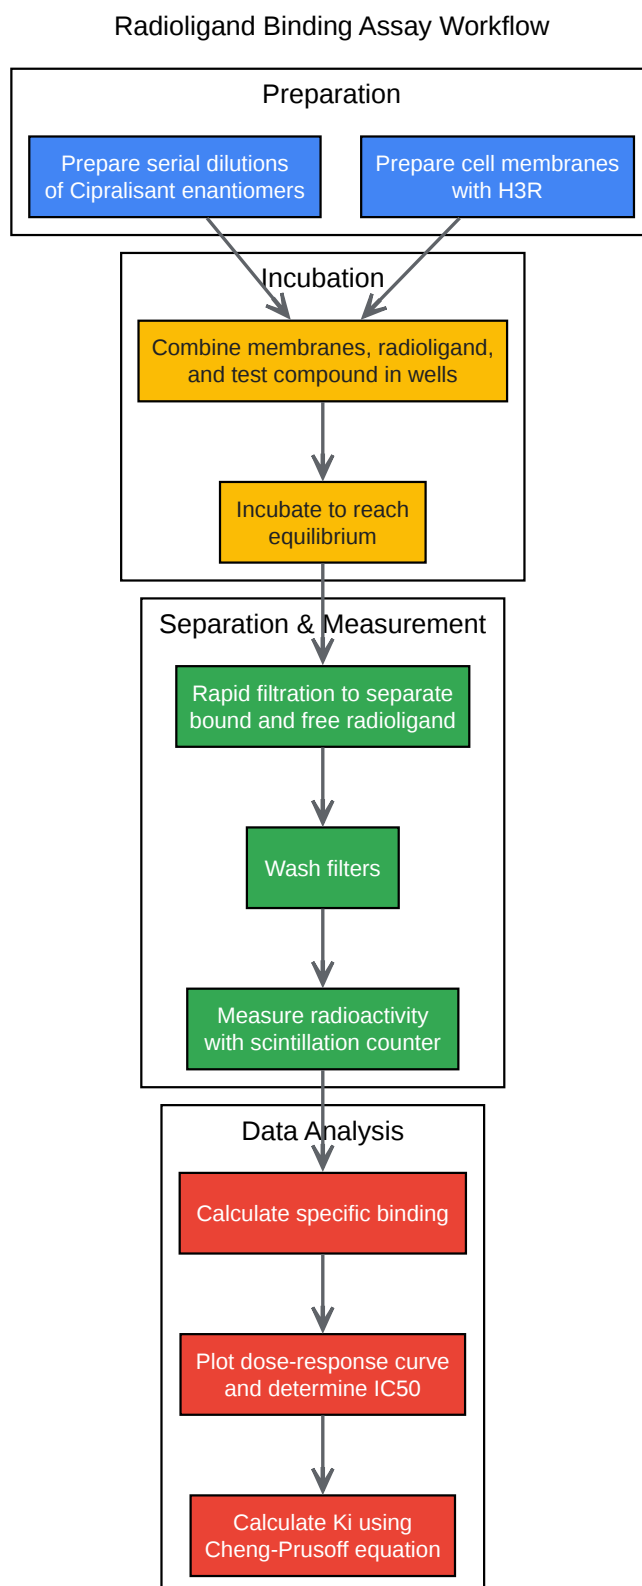 Radioligand Binding Assay Workflow
Preparation
Prepare serial dilutions
of Cipralisant enantiomers
Prepare cell membranes
with H3R
Incubation
Combine membranes, radioligand,
and test compound in wells
Incubate to reach
equilibrium
Separation & Measurement
Rapid filtration to separate
bound and free radioligand
Wash filters
Measure radioactivity
with scintillation counter
Data Analysis
Calculate specific binding
Plot dose-response curve
and determine IC50
Calculate Ki using
Cheng-Prusoff equation